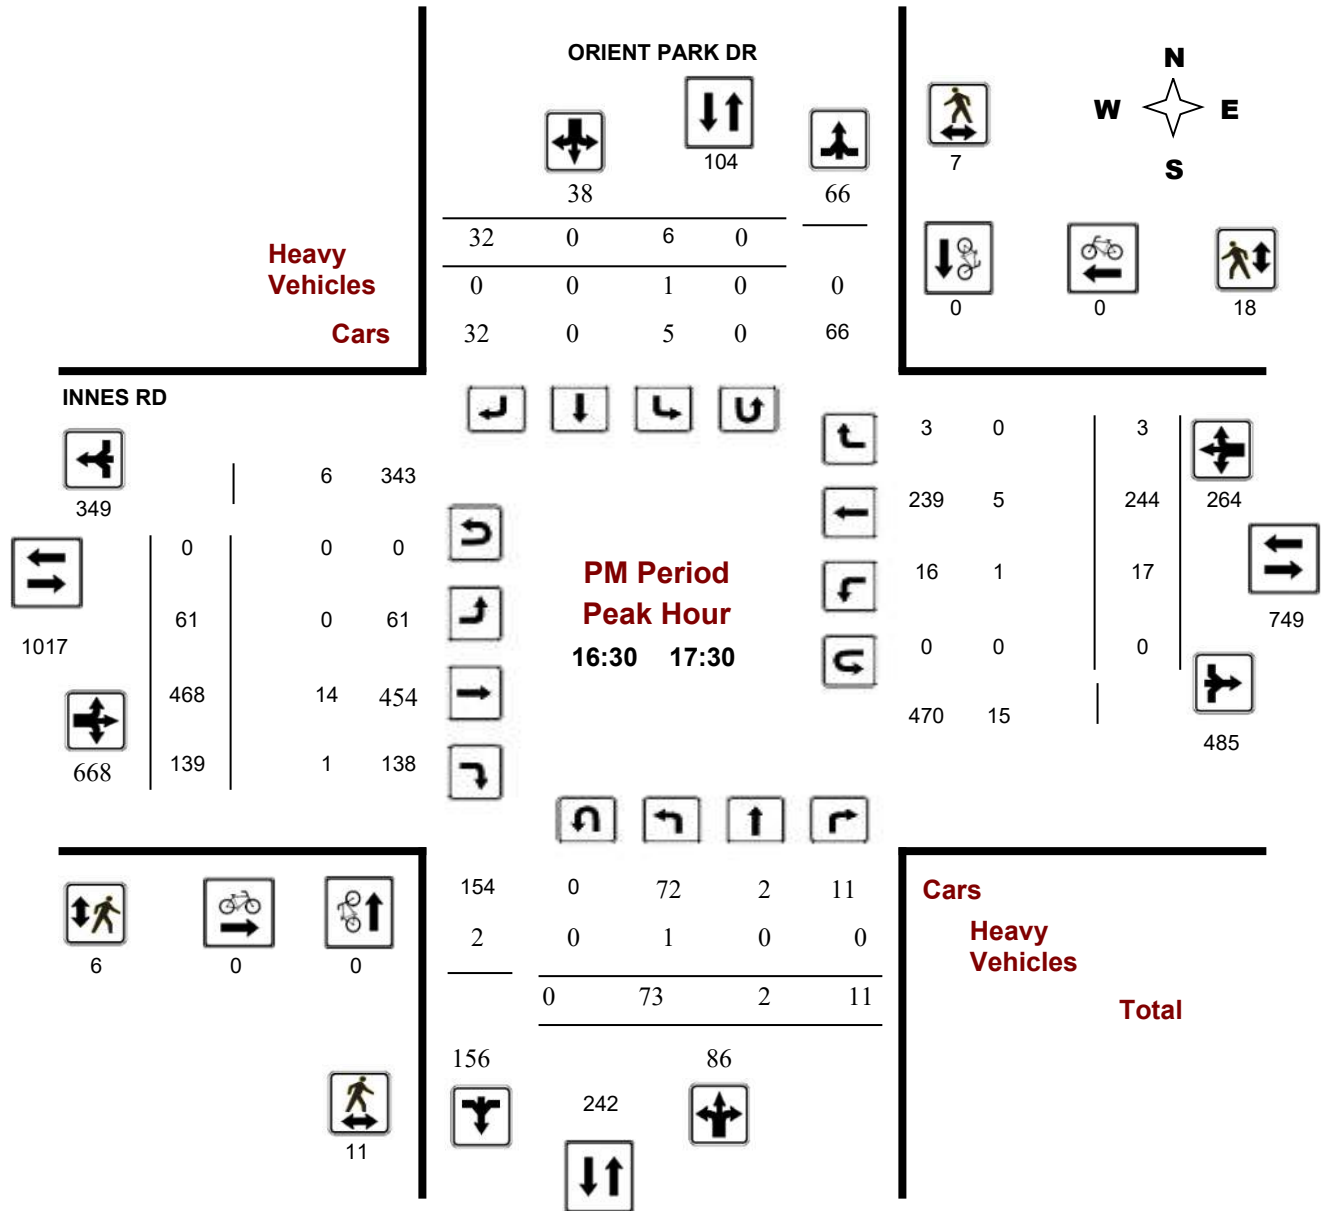 ORIENT PARK DR
N
W E
S
104
7
38 66
32 0 6 0
Heavy
Vehicles
0 0 1 0 0
0 0 18
Cars
32 0 5 0 66
INNES RD
3 0 3
6 343
349
239 5 244 264
0 0 0
PM Period
16 1 17
Peak Hour
61 0 61
749
1017
16:30 17:30
0 0 0
468 14 454
470 15
485
668 139 1 138
154 0 72 2 11
Cars
2 0 1 0 0
Heavy
Vehicles
6 0 0
0 73 2 11
Total
156 86
242
11